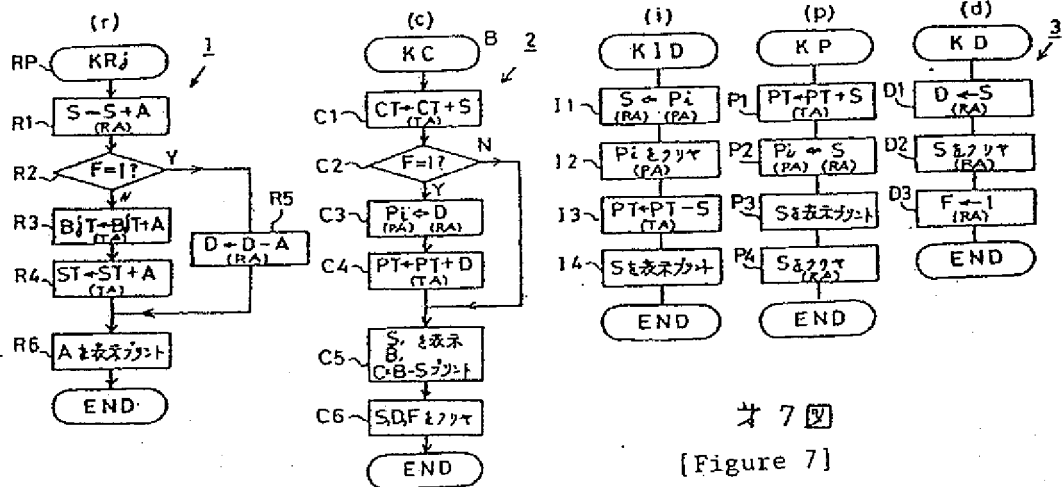 (r)
RP
KRj
1
R1
S←S+A
(RA)
R2
F=1?
Y
N
R3
BjT←BjT+A
(TA)
R5
D←D-A
(RA)
R4
ST←ST+A
(TA)
R6
Aを表示プリント
END
(c)
KC
B
2
C1
CT←CT+S
(TA)
C2
F=1?
N
Y
C3
Pi←D
(PA) (RA)
C4
PT←PT+D
(TA)
C5
S, を表示
B,
C=B-Sプリント
C6
S,D,Fをクリヤ
END
(i)
KID
I1
S←Pi
(RA) (PA)
I2
Piをクリヤ
(PA)
I3
PT←PT-S
(TA)
I4
Sを表示プリント
END
(p)
KP
P1
PT←PT+S
(TA)
P2
Pi←S
(PA) (RA)
P3
Sを表示プリント
P4
Sをクリヤ
(RA)
END
(d)
KD
3
D1
D←S
(RA)
D2
Sをクリヤ
(RA)
D3
F←1
(RA)
END
才7図
[Figure 7]